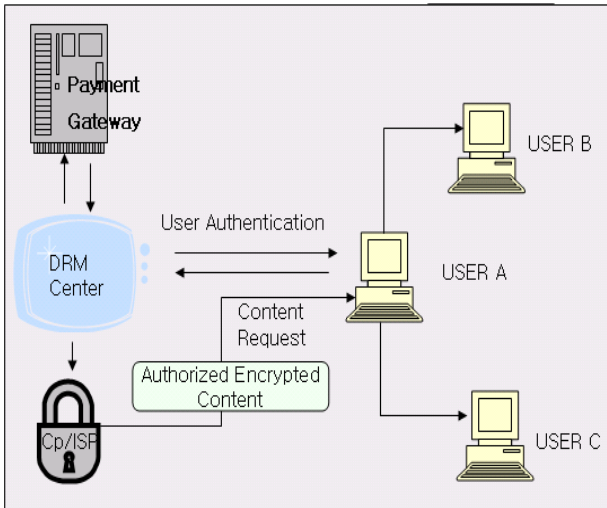 Payment
Gateway
USER B
User Authentication
DRM
Center
USER A
Content
Request
Authorized Encrypted
Content
Cp/ISP
USER C